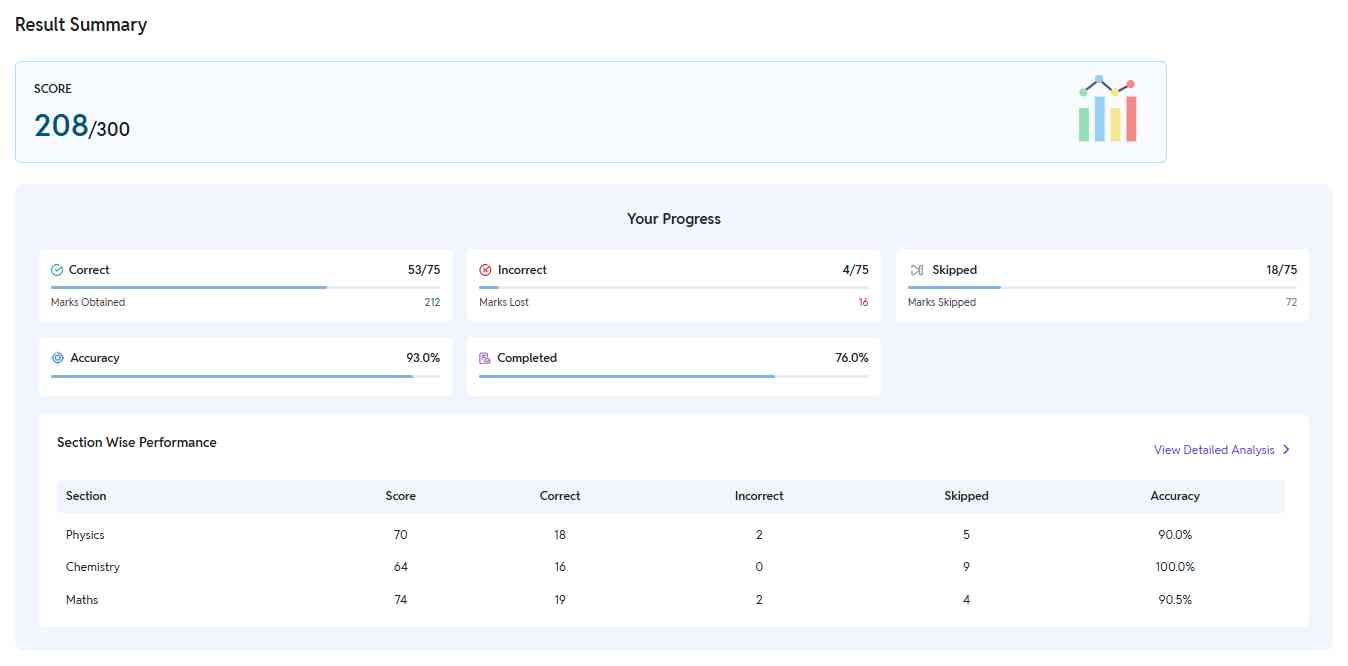 Result Summary
SCORE
208/300
Your Progress
Correct 53/75
Marks Obtained 212
Incorrect 4/75
Marks Lost 16
Skipped 18/75
Marks Skipped 72
Accuracy 93.0%
Completed 76.0%
Section Wise Performance
View Detailed Analysis
Section Score Correct Incorrect Skipped Accuracy
Physics 70 18 2 5 90.0%
Chemistry 64 16 0 9 100.0%
Maths 74 19 2 4 90.5%